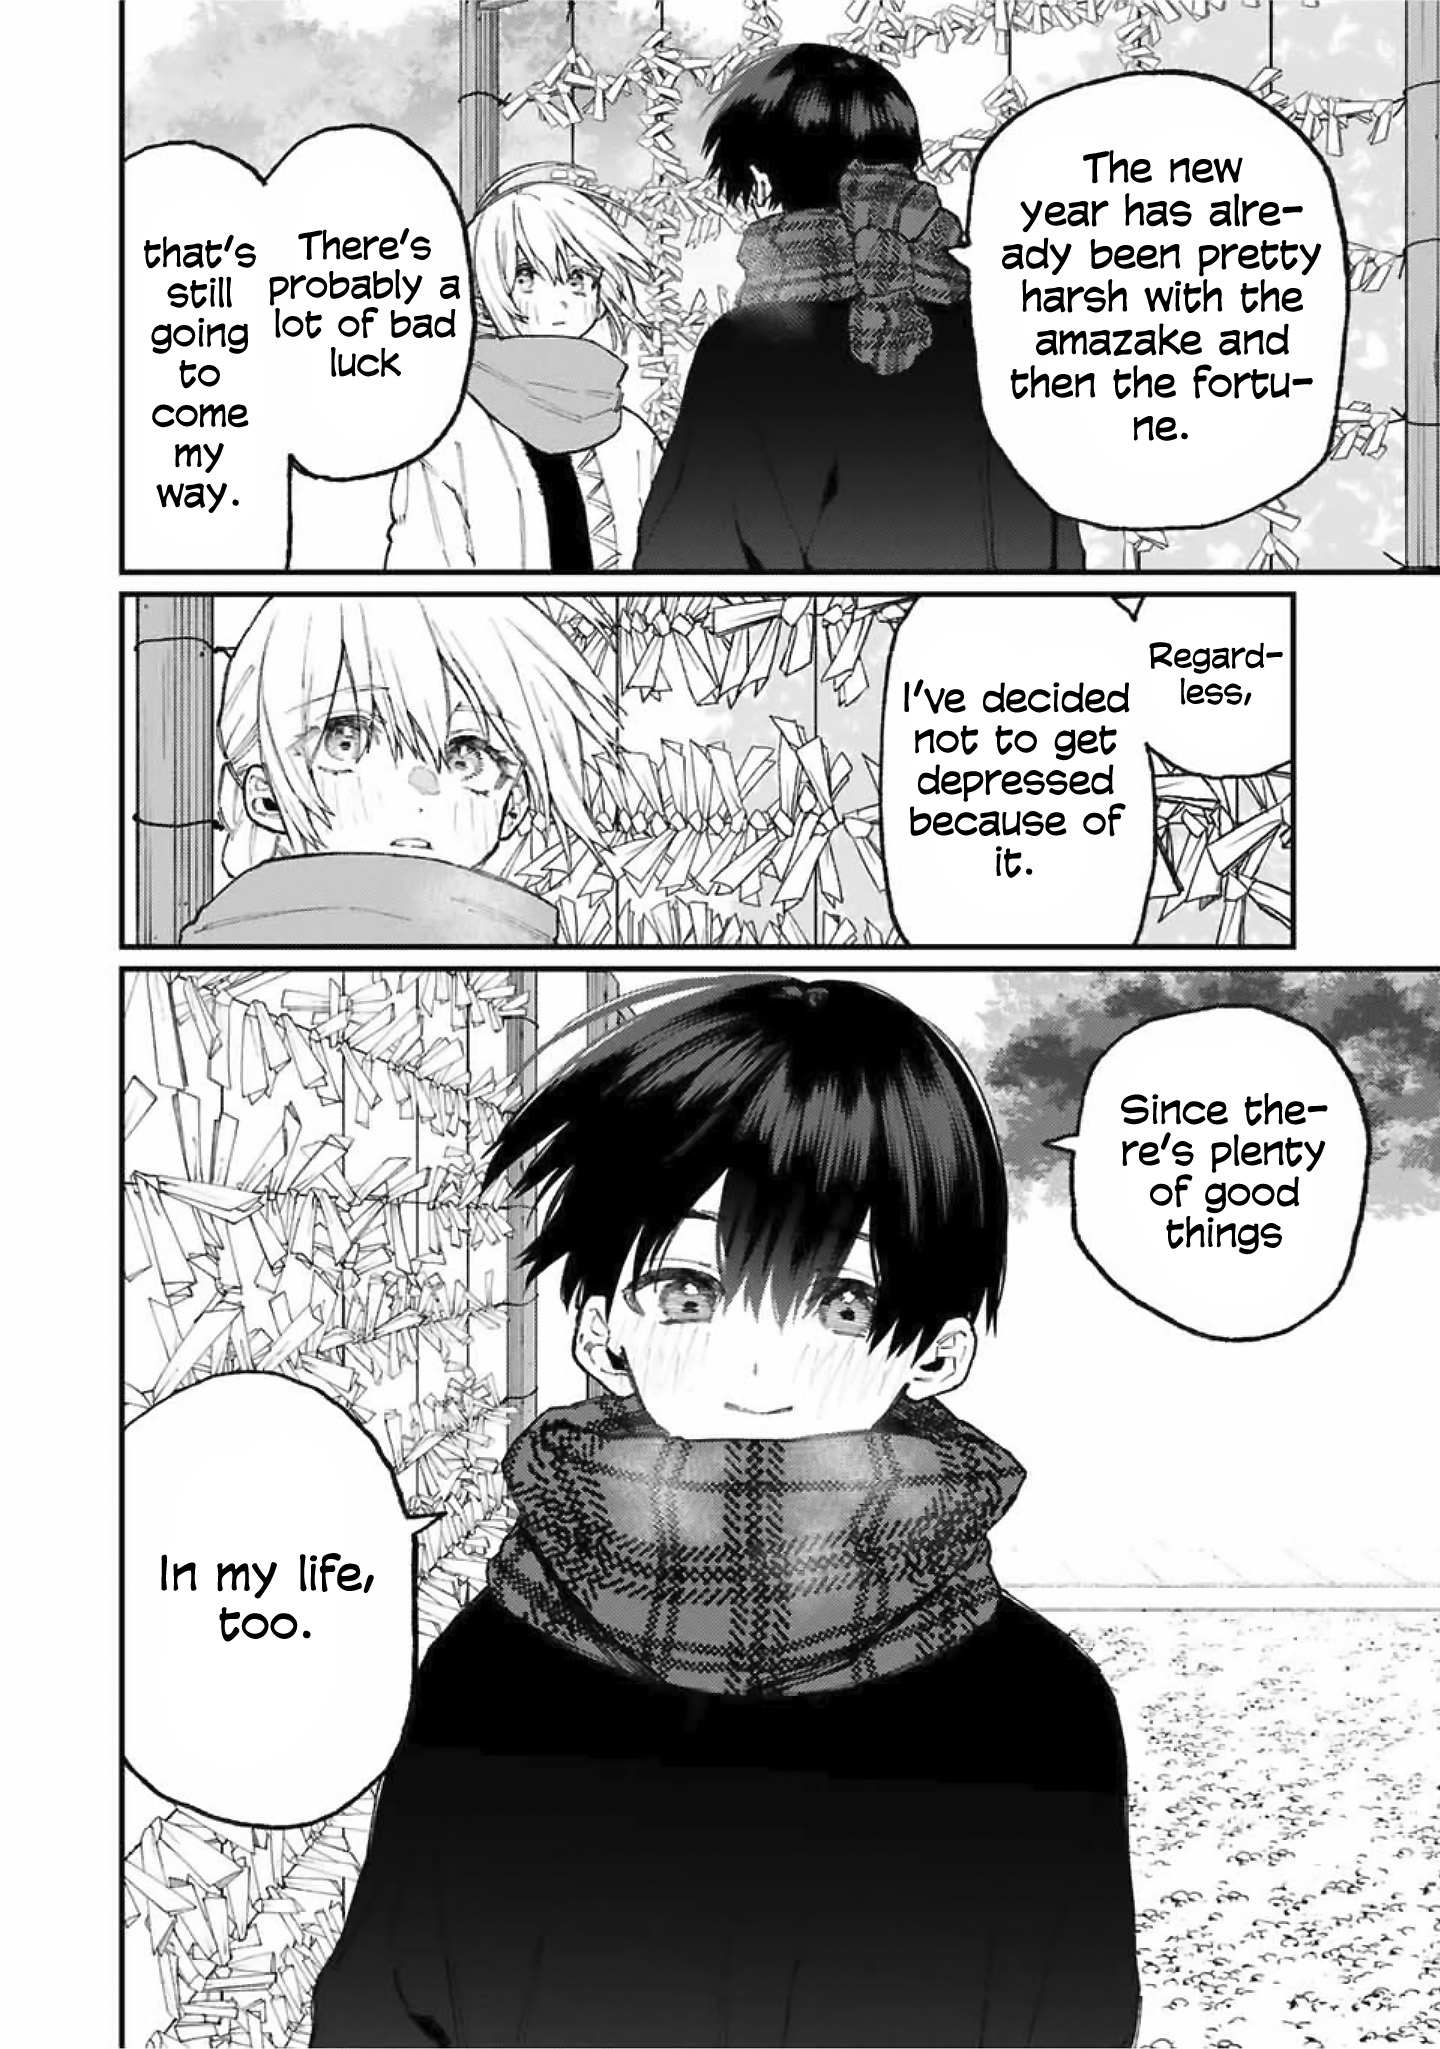 The new
year has alre-
ady been pretty
harsh with the
amazake and
then the fortu-
ne.
There's
probably a
lot of bad
luck
that's
still
going
to
come
my
way.
Regard-
less,
I've decided
not to get
depressed
because of
it.
Since the-
re's plenty
of good
things
In my life,
too.